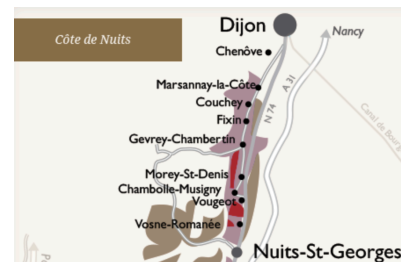 Côte de Nuits
Dijon
Nancy
Chenôve
Marsannay-la-Côte
A 31
Couchey
N 74
Fixin
Gevrey-Chambertin
Morey-St-Denis
Chambolle-Musigny
Vougeot
Vosne-Romanée
Nuits-St-Georges